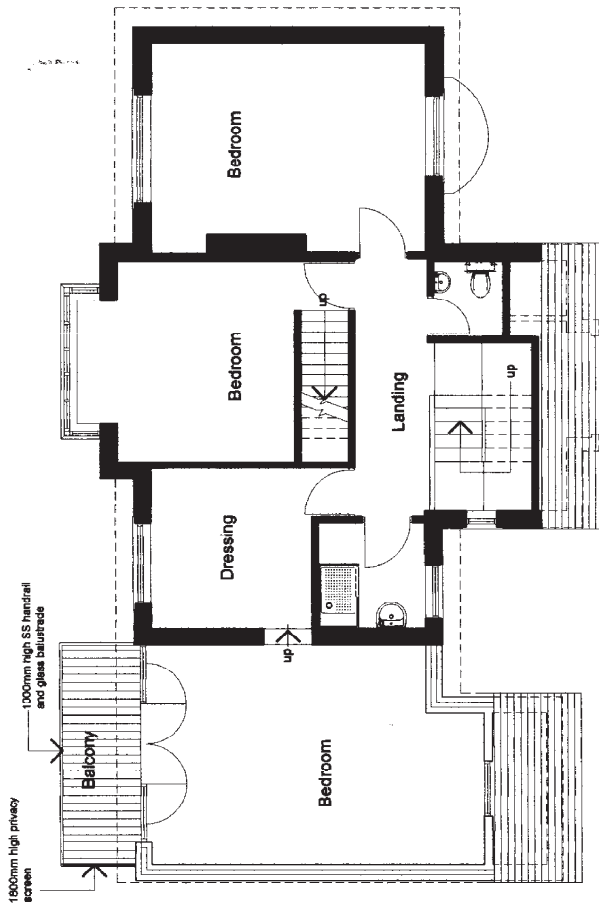 1800mm high privacy
screen
1000mm high SS handrail
and glass balustrade
Balcony
Bedroom
up
Dressing
Bedroom
up
Landing
up
Bedroom